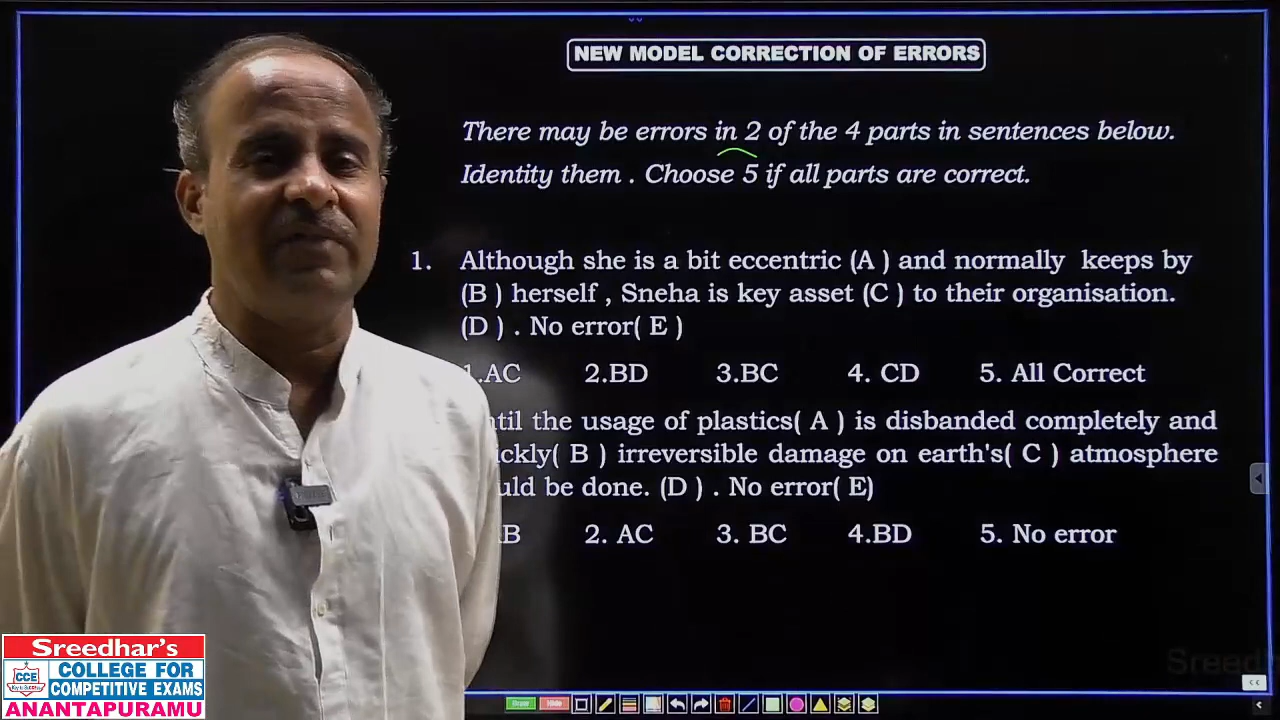 NEW MODEL CORRECTION OF ERRORS
There may be errors in 2 of the 4 parts in sentences below.
Identity them . Choose 5 if all parts are correct.
1. Although she is a bit eccentric (A ) and normally keeps by
(B ) herself , Sneha is key asset (C ) to their organisation.
(D ) . No error( E )
1.AC 2.BD 3.BC 4. CD 5. All Correct
the usage of plastics( A ) is disbanded completely and
( B ) irreversible damage on earth's( C ) atmosphere
be done. (D ) . No error( E)
B 2. AC 3. BC 4.BD 5. No error
Sreedhar's
CCE
COLLEGE FOR
COMPETITIVE EXAMS
ANANTAPURAMU